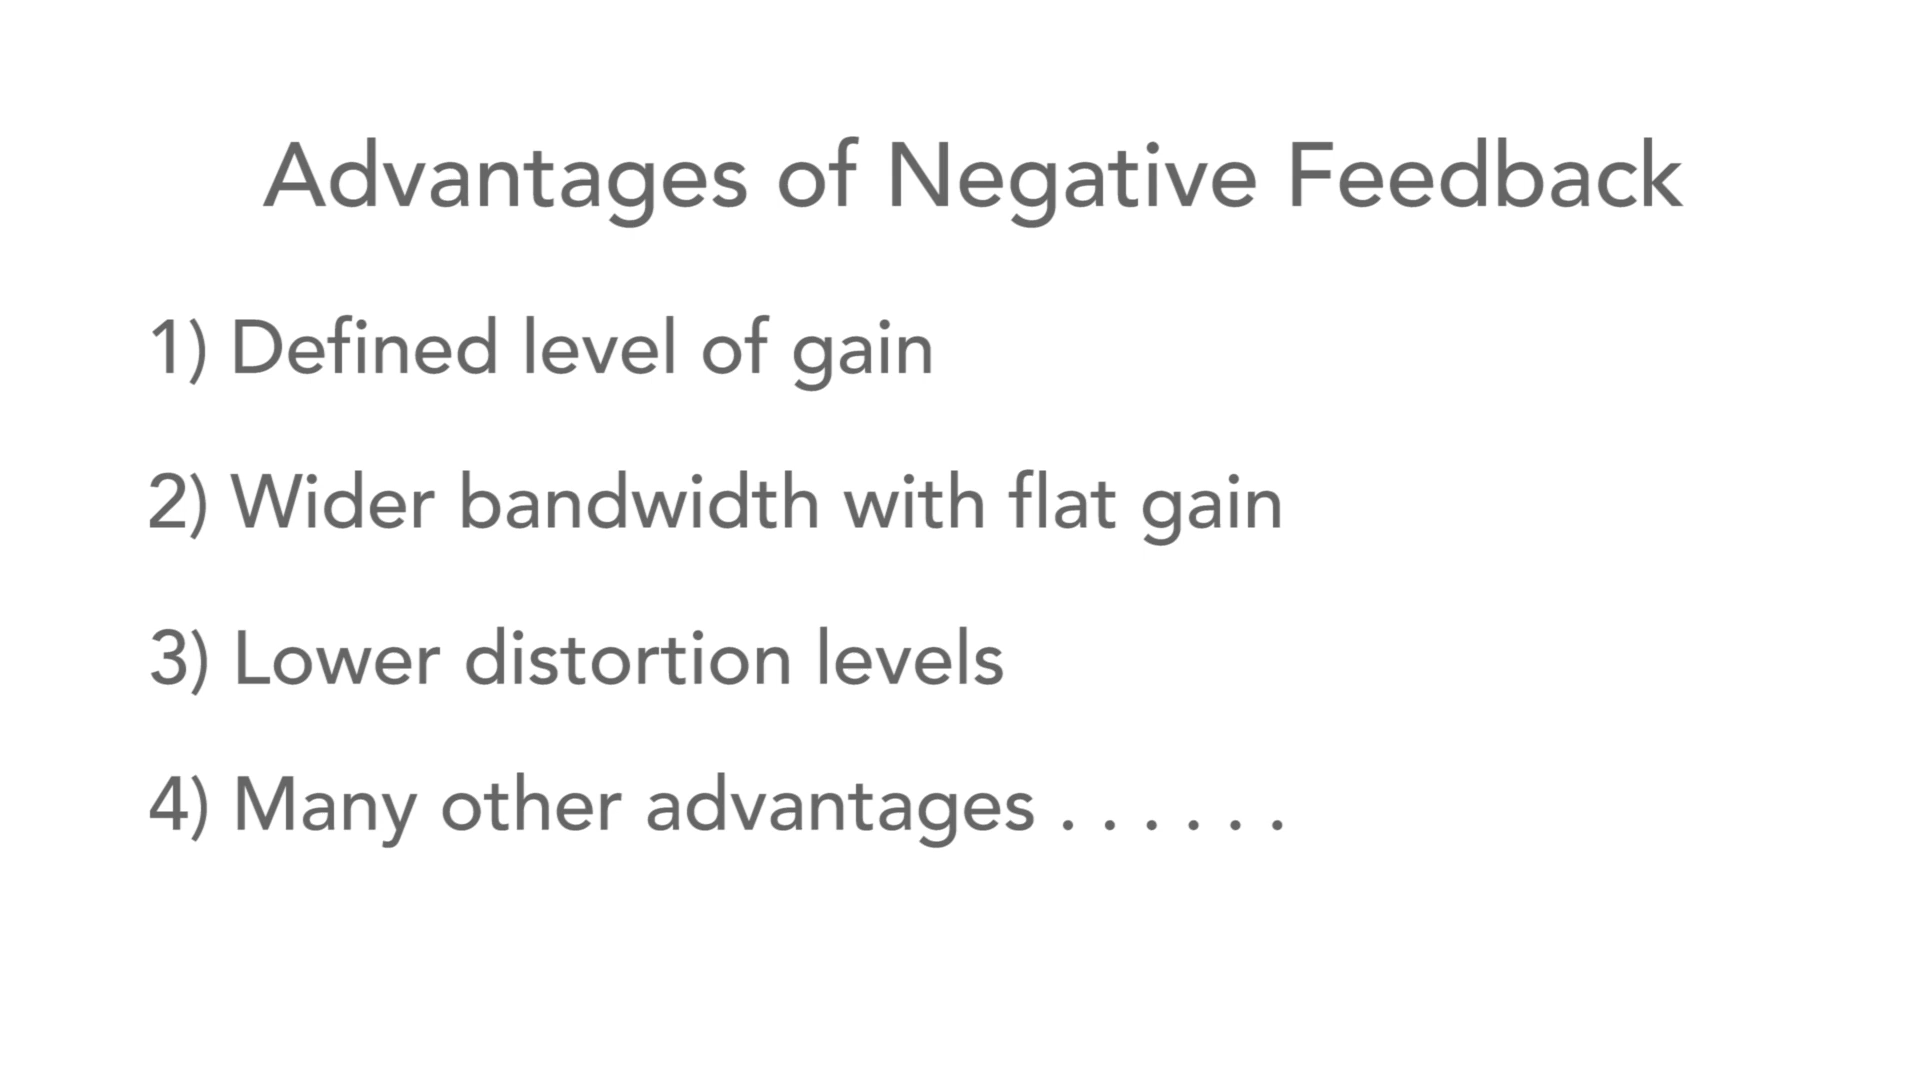 Advantages of Negative Feedback
1) Defined level of gain
2) Wider bandwidth with flat gain
3) Lower distortion levels
4) Many other advantages . . . . . .